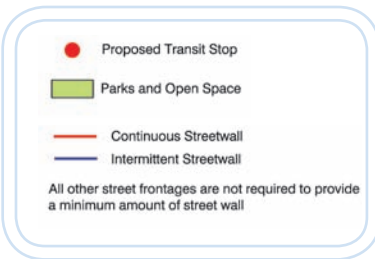 Proposed Transit Stop
Parks and Open Space
Continuous Streetwall
Intermittent Streetwall
All other street frontages are not required to provide
a minimum amount of street wall